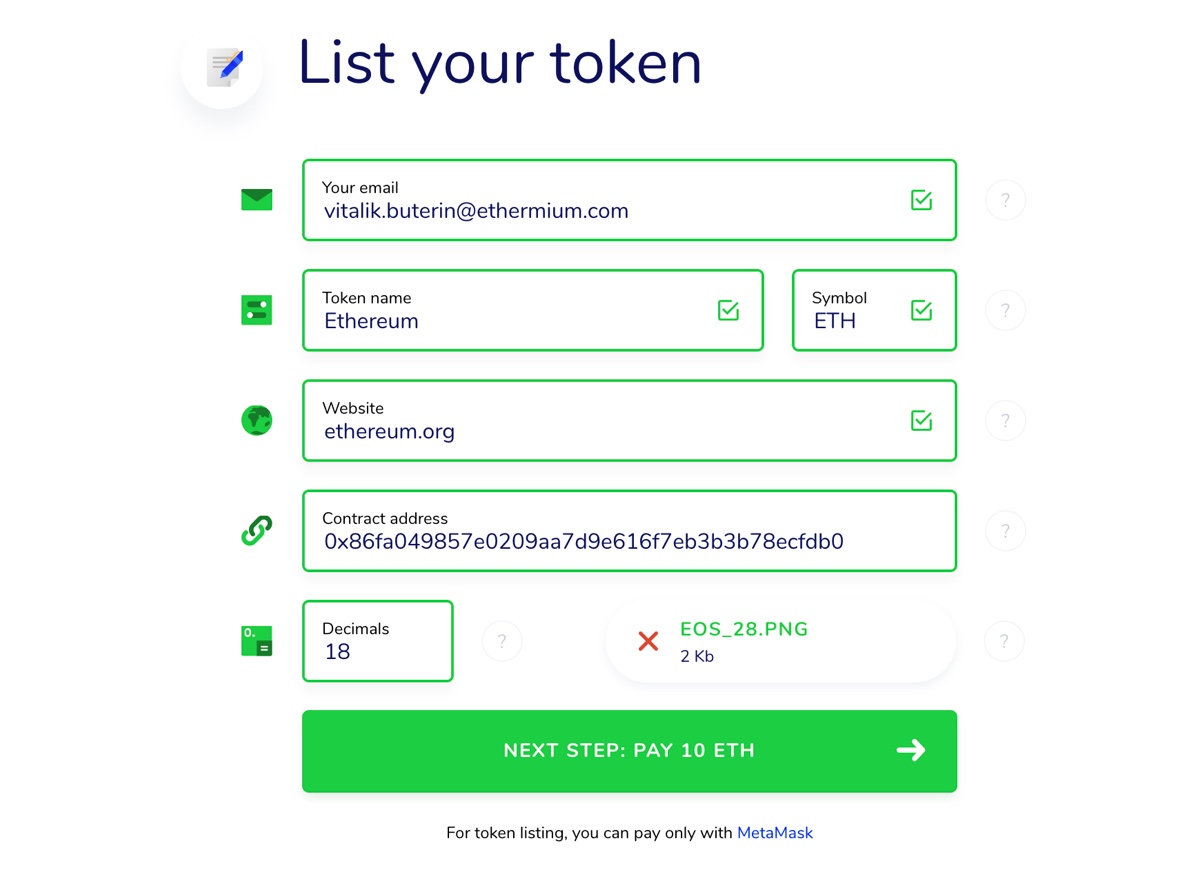 List your token
Your email
vitalik.buterin@ethermium.com
?
Token name
Ethereum
Symbol
ETH
?
Website
ethereum.org
?
Contract address
0x86fa049857e0209aa7d9e616f7eb3b3b78ecfdb0
?
0.
Decimals
18
?
EOS_28.PNG
2 Kb
?
NEXT STEP: PAY 10 ETH
For token listing, you can pay only with MetaMask